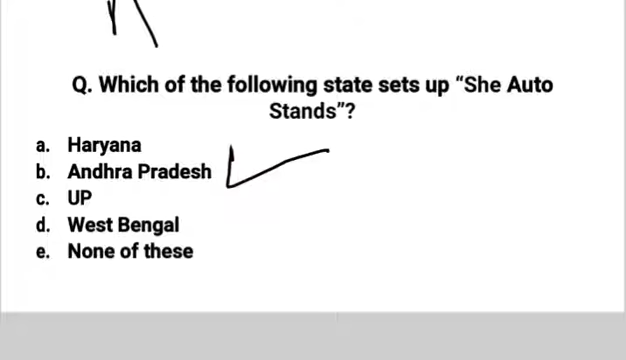 Q. Which of the following state sets up “She Auto
Stands”?
a. Haryana
b. Andhra Pradesh
c. UP
d. West Bengal
e. None of these